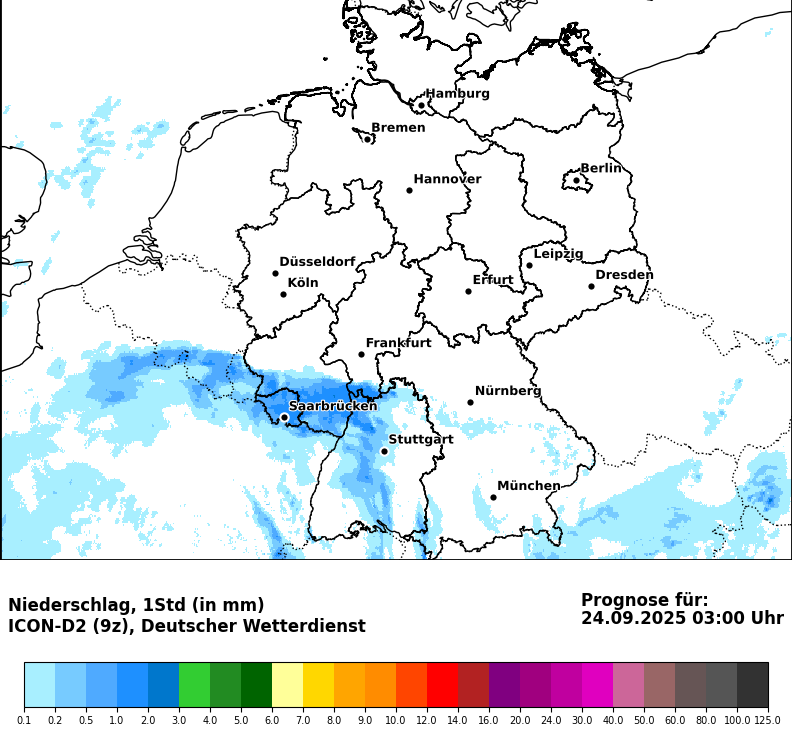 Hamburg
Bremen
Berlin
Hannover
Leipzig
Düsseldorf
Köln
Dresden
Erfurt
Frankfurt
Nürnberg
Saarbrücken
Stuttgart
München
Niederschlag, 1Std (in mm)
ICON-D2 (9z), Deutscher Wetterdienst
Prognose für:
24.09.2025 03:00 Uhr
0.1 0.2 0.5 1.0 2.0 3.0 4.0 5.0 6.0 7.0 8.0 9.0 10.0 12.0 14.0 16.0 20.0 24.0 30.0 40.0 50.0 60.0 80.0 100.0 125.0